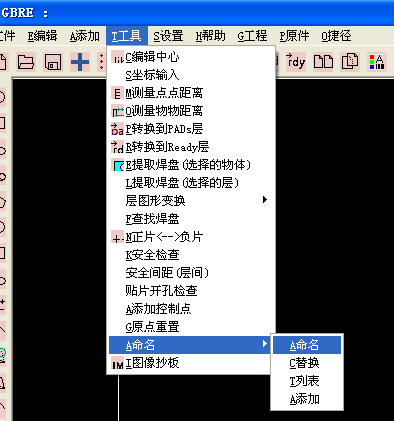 GBRE :
件 E编辑 A添加 T工具 S设置 H帮助 G工程 P原件 O捷径
rdy
C编辑中心
S坐标输入
E M测量点点距离
O测量物物距离
pa P转换到PADs层
rd R转换到Ready层
E提取焊盘(选择的物体)
L提取焊盘(选择的层)
层图形变换
F查找焊盘
N正片<-->负片
K安全检查
安全间距(层间)
贴片开孔检查
A添加控制点
G原点重置
A命名
IM I图像抄板
A命名
C替换
T列表
A添加